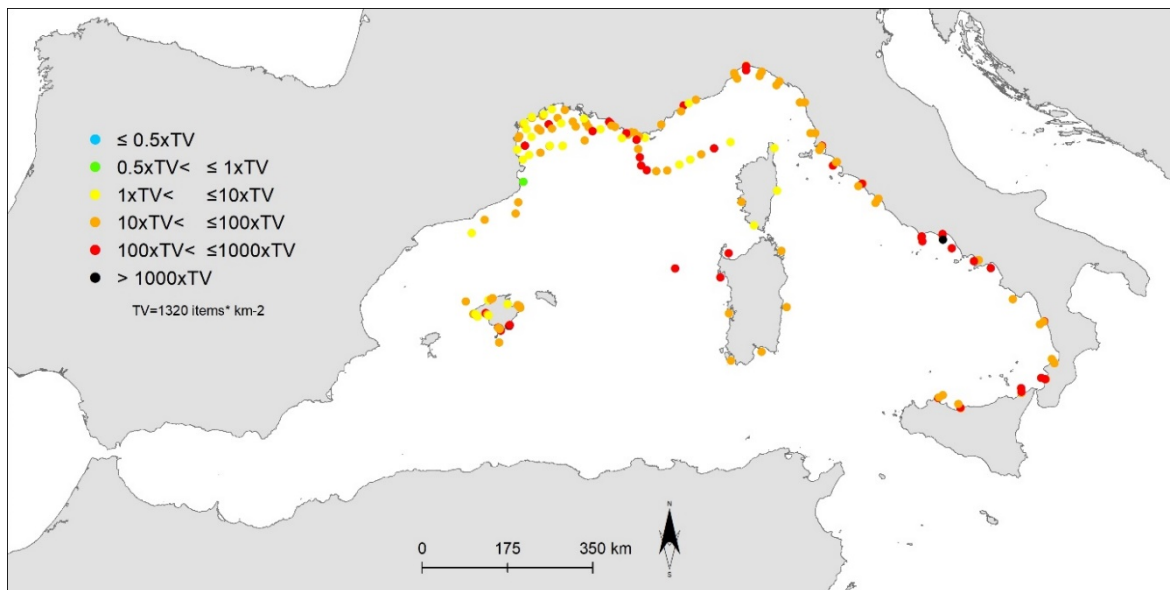 ≤ 0.5xTV
0.5xTV< ≤ 1xTV
1xTV< ≤10xTV
10xTV< ≤100xTV
100xTV< ≤1000xTV
> 1000xTV
TV=1320 items* km-2
N
S
0 175 350 km